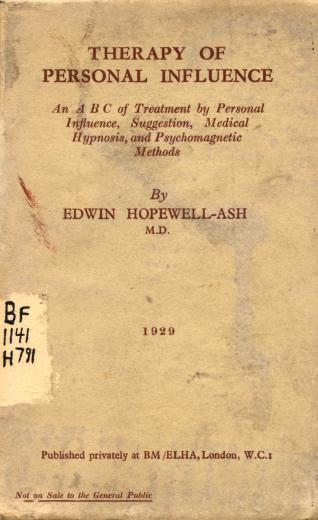 THERAPY OF
PERSONAL INFLUENCE
An A B C of Treatment by Personal
Influence, Suggestion, Medical
Hypnosis, and Psychomagnetic
Methods
By
EDWIN HOPEWELL-ASH
M.D.
BF
1141
H791
1929
Published privately at BM/ELHA, London, W.C.1
Not on Sale to the General Public